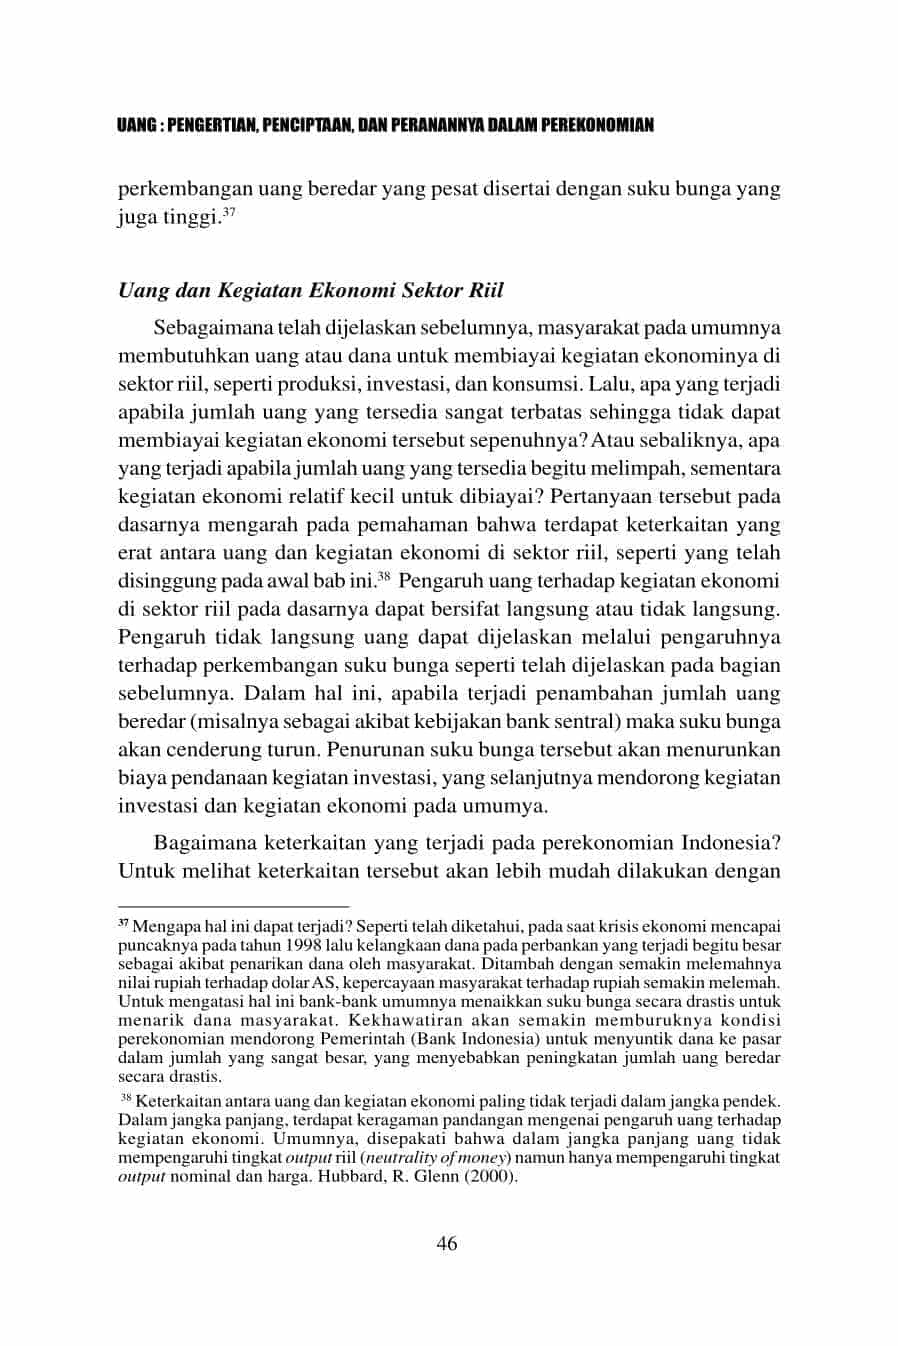 UANG : PENGERTIAN, PENCIPTAAN, DAN PERANANNYA DALAM PEREKONOMIAN
perkembangan uang beredar yang pesat disertai dengan suku bunga yang
juga tinggi.37
Uang dan Kegiatan Ekonomi Sektor Riil
Sebagaimana telah dijelaskan sebelumnya, masyarakat pada umumnya
membutuhkan uang atau dana untuk membiayai kegiatan ekonominya di
sektor riil, seperti produksi, investasi, dan konsumsi. Lalu, apa yang terjadi
apabila jumlah uang yang tersedia sangat terbatas sehingga tidak dapat
membiayai kegiatan ekonomi tersebut sepenuhnya? Atau sebaliknya, apa
yang terjadi apabila jumlah uang yang tersedia begitu melimpah, sementara
kegiatan ekonomi relatif kecil untuk dibiayai? Pertanyaan tersebut pada
dasarnya mengarah pada pemahaman bahwa terdapat keterkaitan yang
erat antara uang dan kegiatan ekonomi di sektor riil, seperti yang telah
disinggung pada awal bab ini.38 Pengaruh uang terhadap kegiatan ekonomi
di sektor riil pada dasarnya dapat bersifat langsung atau tidak langsung.
Pengaruh tidak langsung uang dapat dijelaskan melalui pengaruhnya
terhadap perkembangan suku bunga seperti telah dijelaskan pada bagian
sebelumnya. Dalam hal ini, apabila terjadi penambahan jumlah uang
beredar (misalnya sebagai akibat kebijakan bank sentral) maka suku bunga
akan cenderung turun. Penurunan suku bunga tersebut akan menurunkan
biaya pendanaan kegiatan investasi, yang selanjutnya mendorong kegiatan
investasi dan kegiatan ekonomi pada umumya.
Bagaimana keterkaitan yang terjadi pada perekonomian Indonesia?
Untuk melihat keterkaitan tersebut akan lebih mudah dilakukan dengan
37 Mengapa hal ini dapat terjadi? Seperti telah diketahui, pada saat krisis ekonomi mencapai
puncaknya pada tahun 1998 lalu kelangkaan dana pada perbankan yang terjadi begitu besar
sebagai akibat penarikan dana oleh masyarakat. Ditambah dengan semakin melemahnya
nilai rupiah terhadap dolar AS, kepercayaan masyarakat terhadap rupiah semakin melemah.
Untuk mengatasi hal ini bank-bank umumnya menaikkan suku bunga secara drastis untuk
menarik dana masyarakat. Kekhawatiran akan semakin memburuknya kondisi
perekonomian mendorong Pemerintah (Bank Indonesia) untuk menyuntik dana ke pasar
dalam jumlah yang sangat besar, yang menyebabkan peningkatan jumlah uang beredar
secara drastis.
38 Keterkaitan antara uang dan kegiatan ekonomi paling tidak terjadi dalam jangka pendek.
Dalam jangka panjang, terdapat keragaman pandangan mengenai pengaruh uang terhadap
kegiatan ekonomi. Umumnya, disepakati bahwa dalam jangka panjang uang tidak
mempengaruhi tingkat output riil (neutrality of money) namun hanya mempengaruhi tingkat
output nominal dan harga. Hubbard, R. Glenn (2000).
46